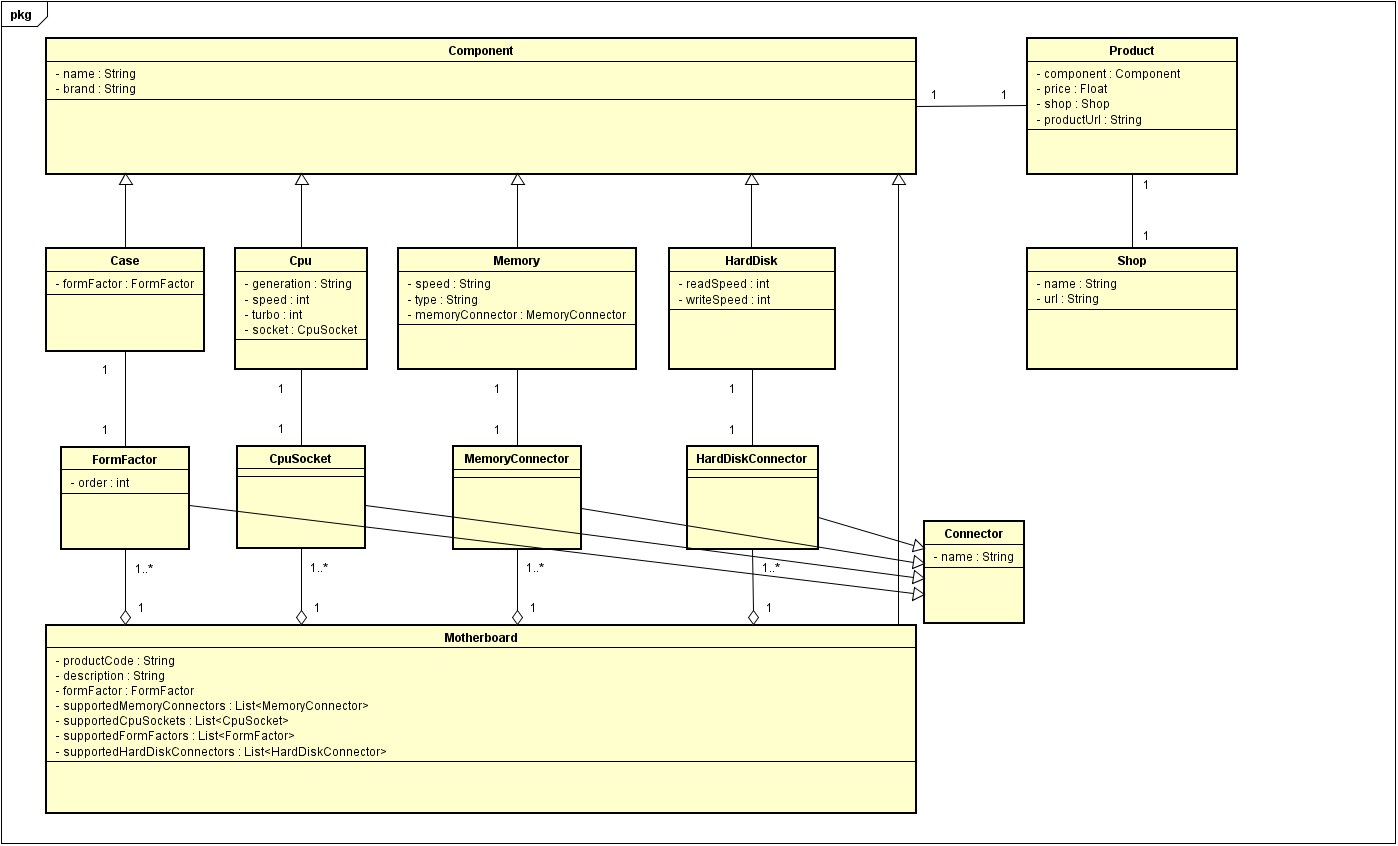 pkg
Component
- name : String
- brand : String
Product
- component : Component
- price : Float
- shop : Shop
- productUrl : String
1
1
1
1
Case
- formFactor : FormFactor
Cpu
- generation : String
- speed : int
- turbo : int
- socket : CpuSocket
Memory
- speed : String
- type : String
- memoryConnector : MemoryConnector
HardDisk
- readSpeed : int
- writeSpeed : int
Shop
- name : String
- url : String
1
1
1
1
1
1
1
1
FormFactor
- order : int
CpuSocket
MemoryConnector
HardDiskConnector
Connector
- name : String
1..*
1..*
1..*
1..*
1
1
1
1
Motherboard
- productCode : String
- description : String
- formFactor : FormFactor
- supportedMemoryConnectors : List<MemoryConnector>
- supportedCpuSockets : List<CpuSocket>
- supportedFormFactors : List<FormFactor>
- supportedHardDiskConnectors : List<HardDiskConnector>